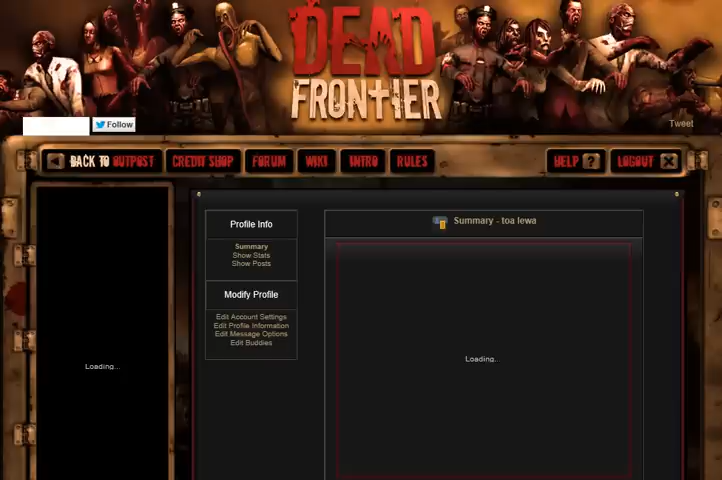 DEAD
FRONTIER
Follow
Tweet
BACK TO OUTPOST
CREDIT SHOP
FORUM
WIKI
INTRO
RULES
HELP ?
LOGOUT X
Profile Info
Summary
Show Stats
Show Posts
Modify Profile
Edit Account Settings
Edit Profile Information
Edit Message Options
Edit Buddies
Summary - toa lewa
Loading...
Loading...